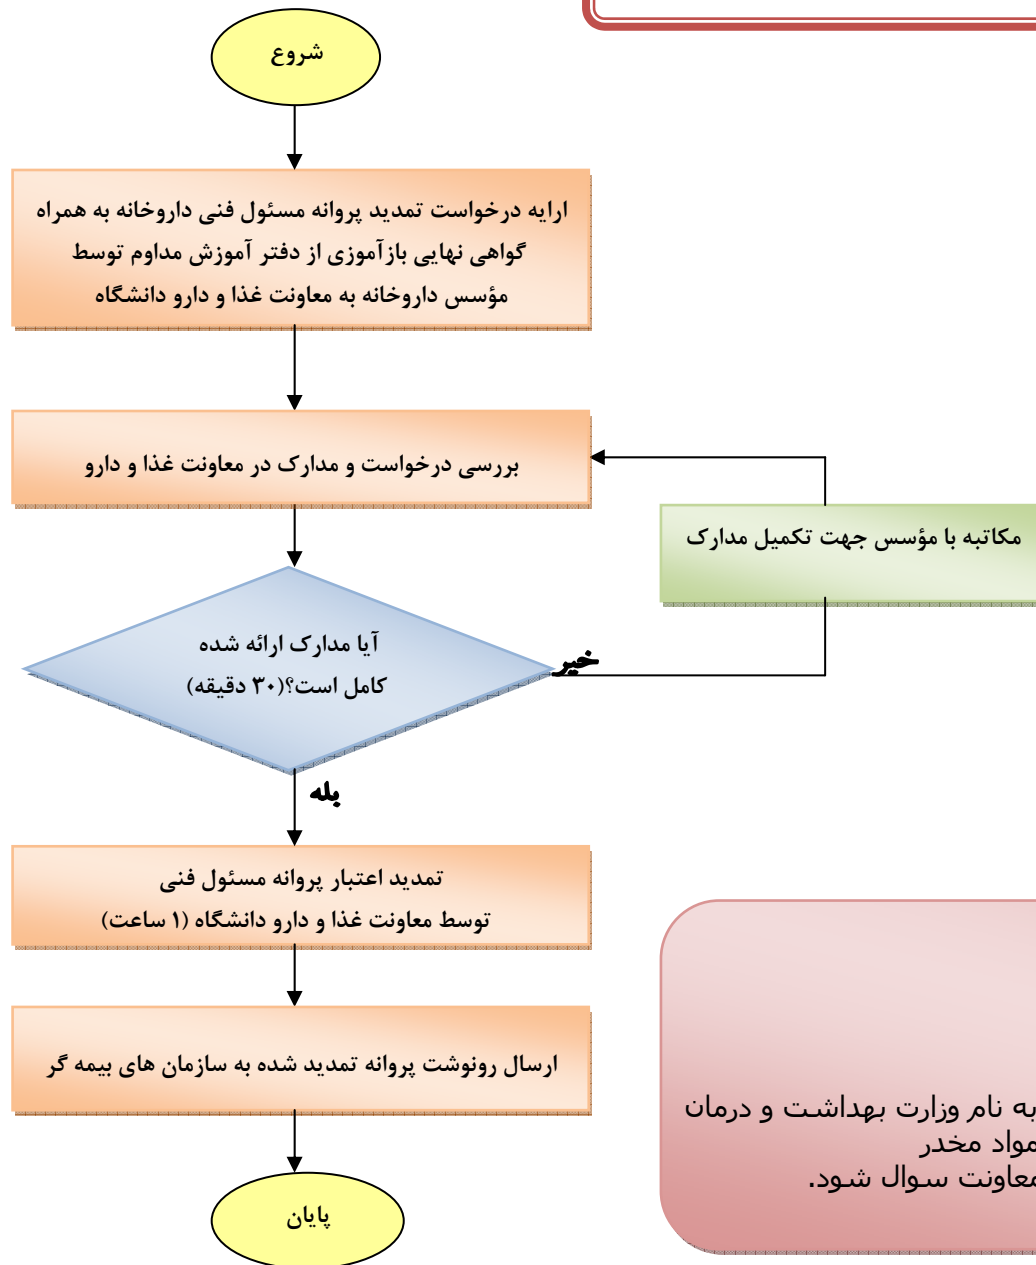 شروع
ارایه درخواست تمدید پروانه مسئول فنی داروخانه به همراه
گواهی نهایی بازآموزی از دفتر آموزش مداوم توسط
مؤسس داروخانه به معاونت غذا و دارو دانشگاه
بررسی درخواست و مدارک در معاونت غذا و دارو
مکاتبه با مؤسس جهت تکمیل مدارک
آیا مدارک ارائه شده
کامل است؟(۳۰ دقیقه)
خیر
بله
تمدید اعتبار پروانه مسئول فنی
توسط معاونت غذا و دارو دانشگاه (۱ ساعت)
ارسال رونوشت پروانه تمدید شده به سازمان های بیمه گر
پایان
به نام وزارت بهداشت و درمان
مواد مخدر
معاونت سوال شود.